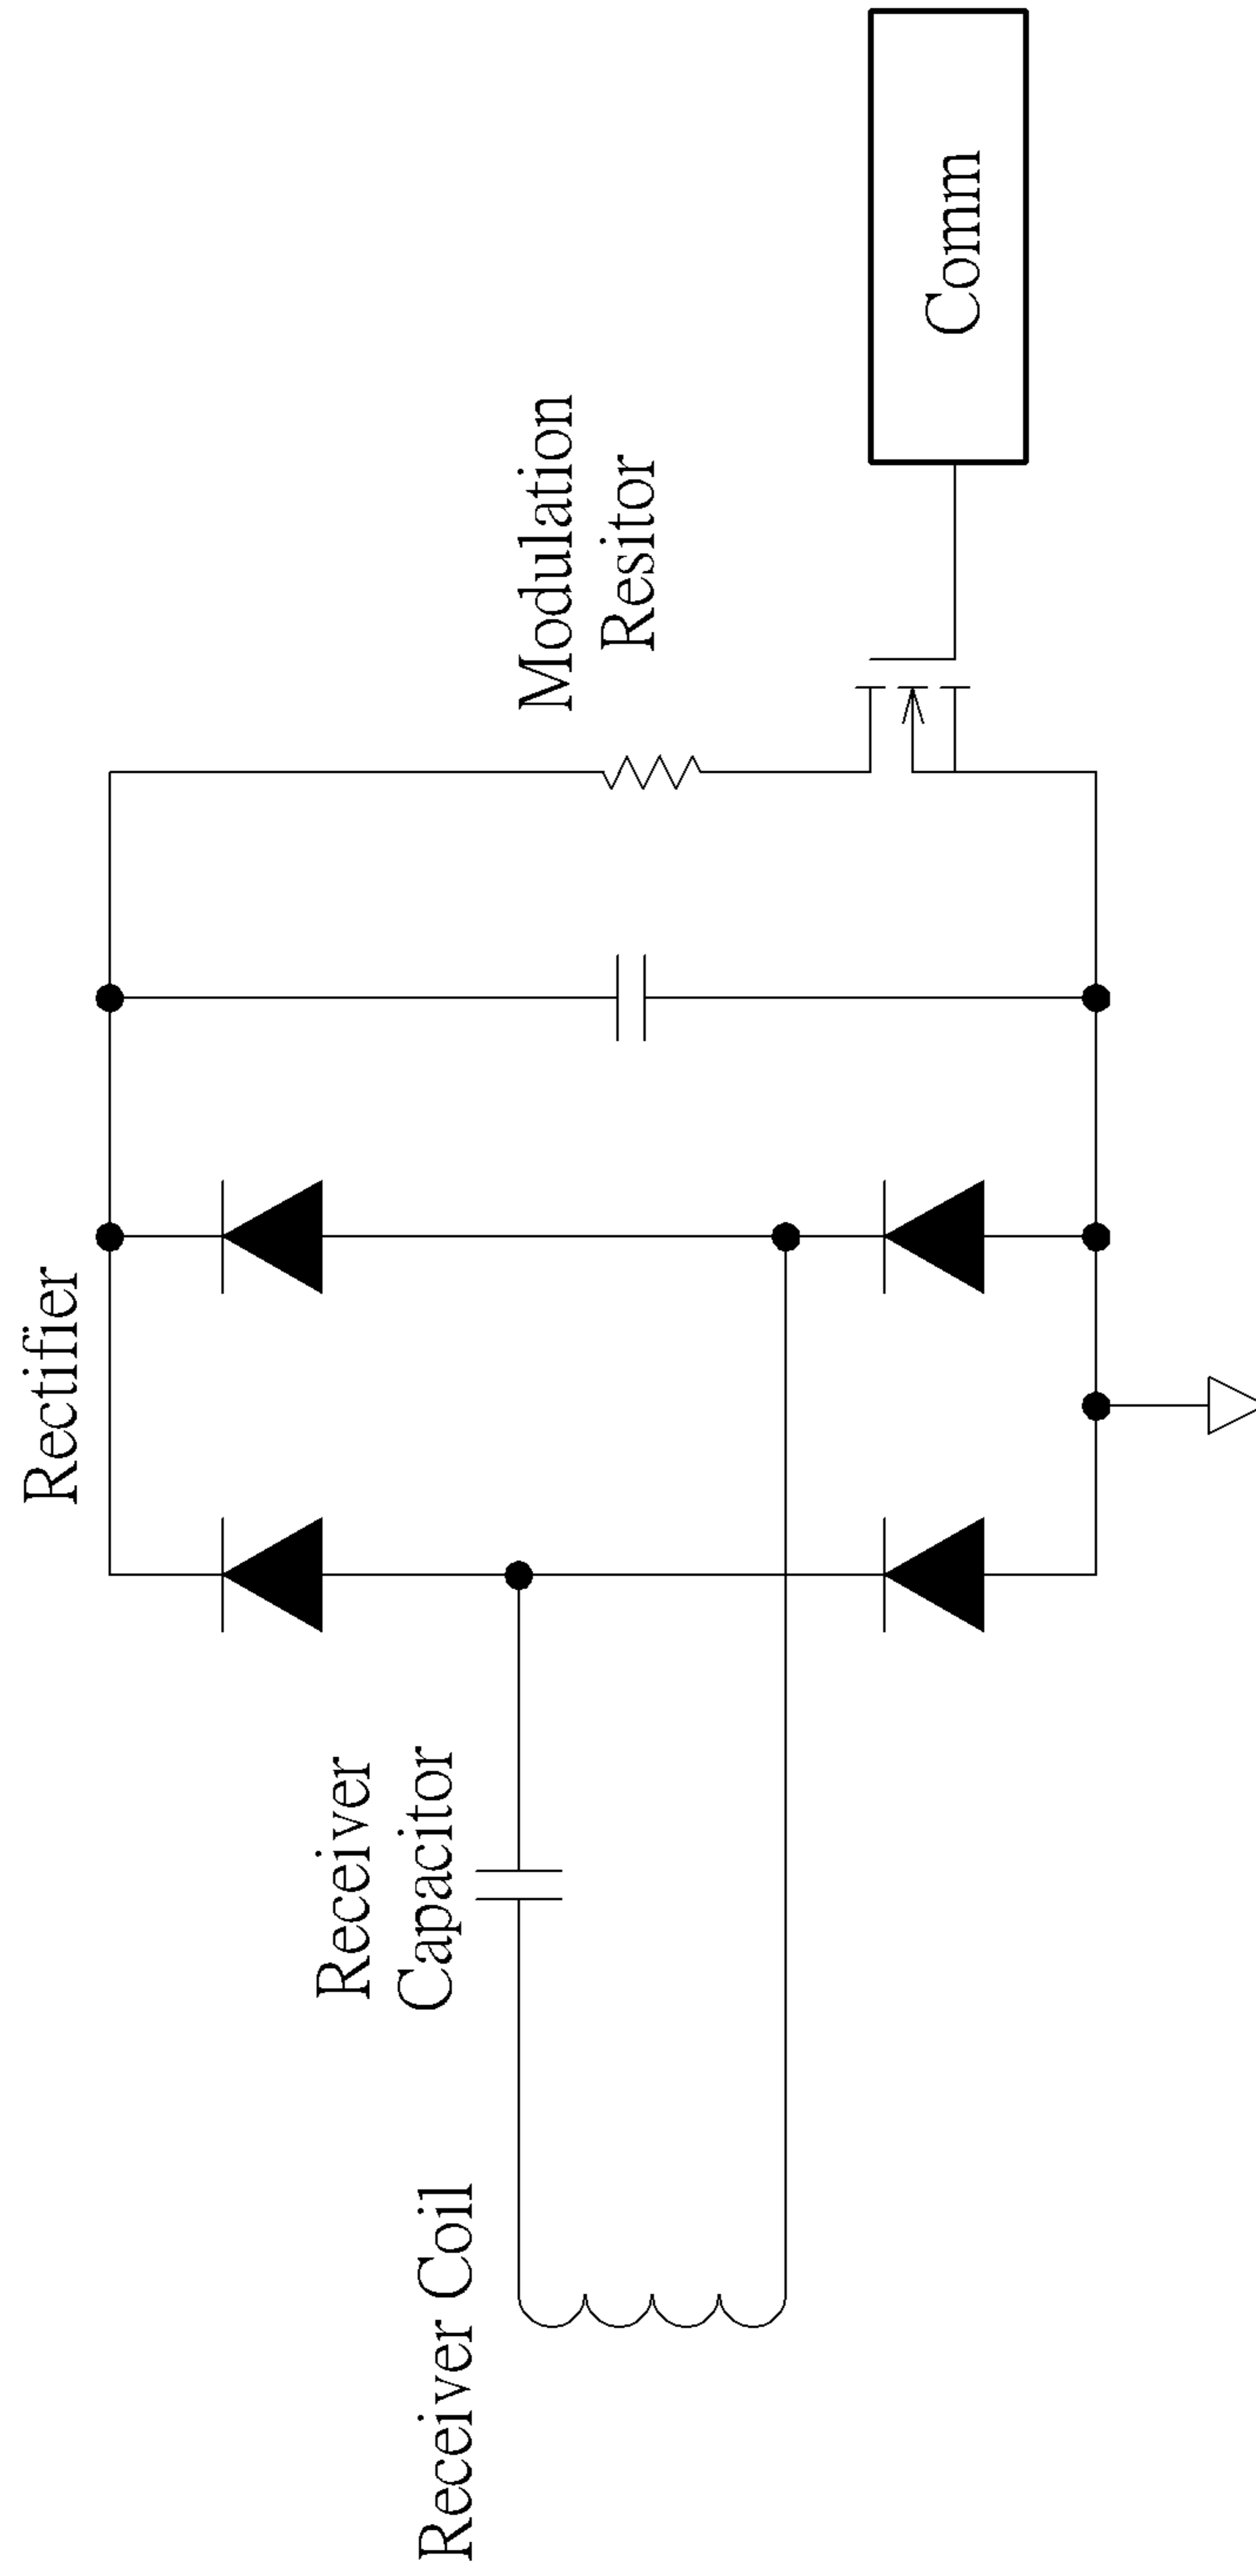 Receiver Coil
Receiver
Capacitor
Rectifier
Modulation
Resitor
Comm